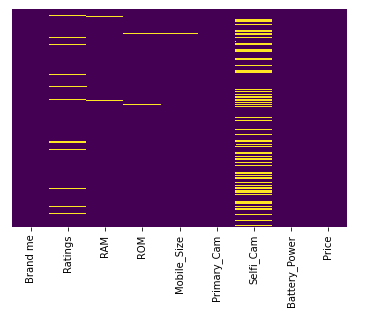 Brand me
Ratings
RAM
ROM
Mobile_Size
Primary_Cam
Selfi_Cam
Battery_Power
Price